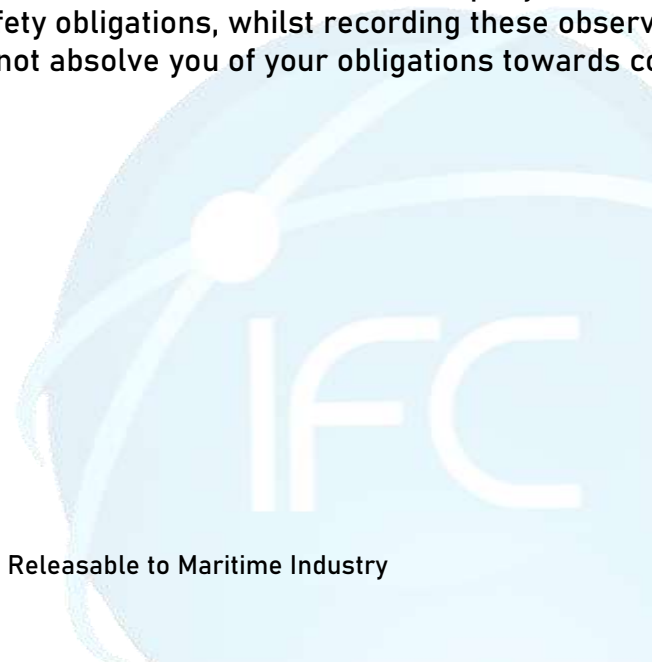 fety obligations, whilst recording these observ
not absolve you of your obligations towards co
IFC
Releasable to Maritime Industry